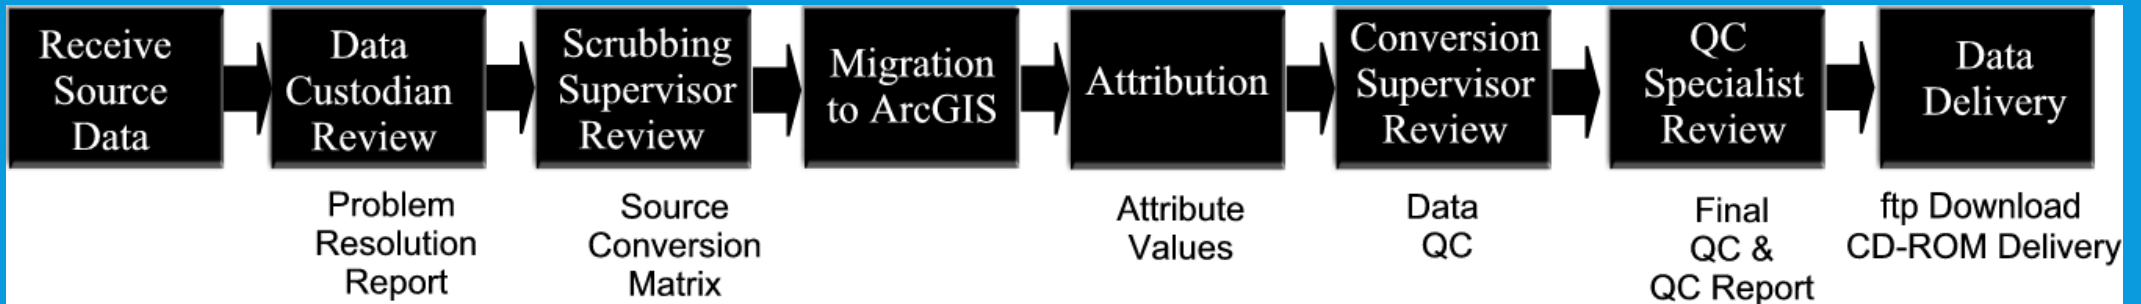 Receive
Source
Data
Data
Custodian
Review
Scrubbing
Supervisor
Review
Migration
to ArcGIS
Attribution
Conversion
Supervisor
Review
QC
Specialist
Review
Data
Delivery
Problem
Resolution
Report
Source
Conversion
Matrix
Attribute
Values
Data
QC
Final
QC &
QC Report
ftp Download
CD-ROM Delivery